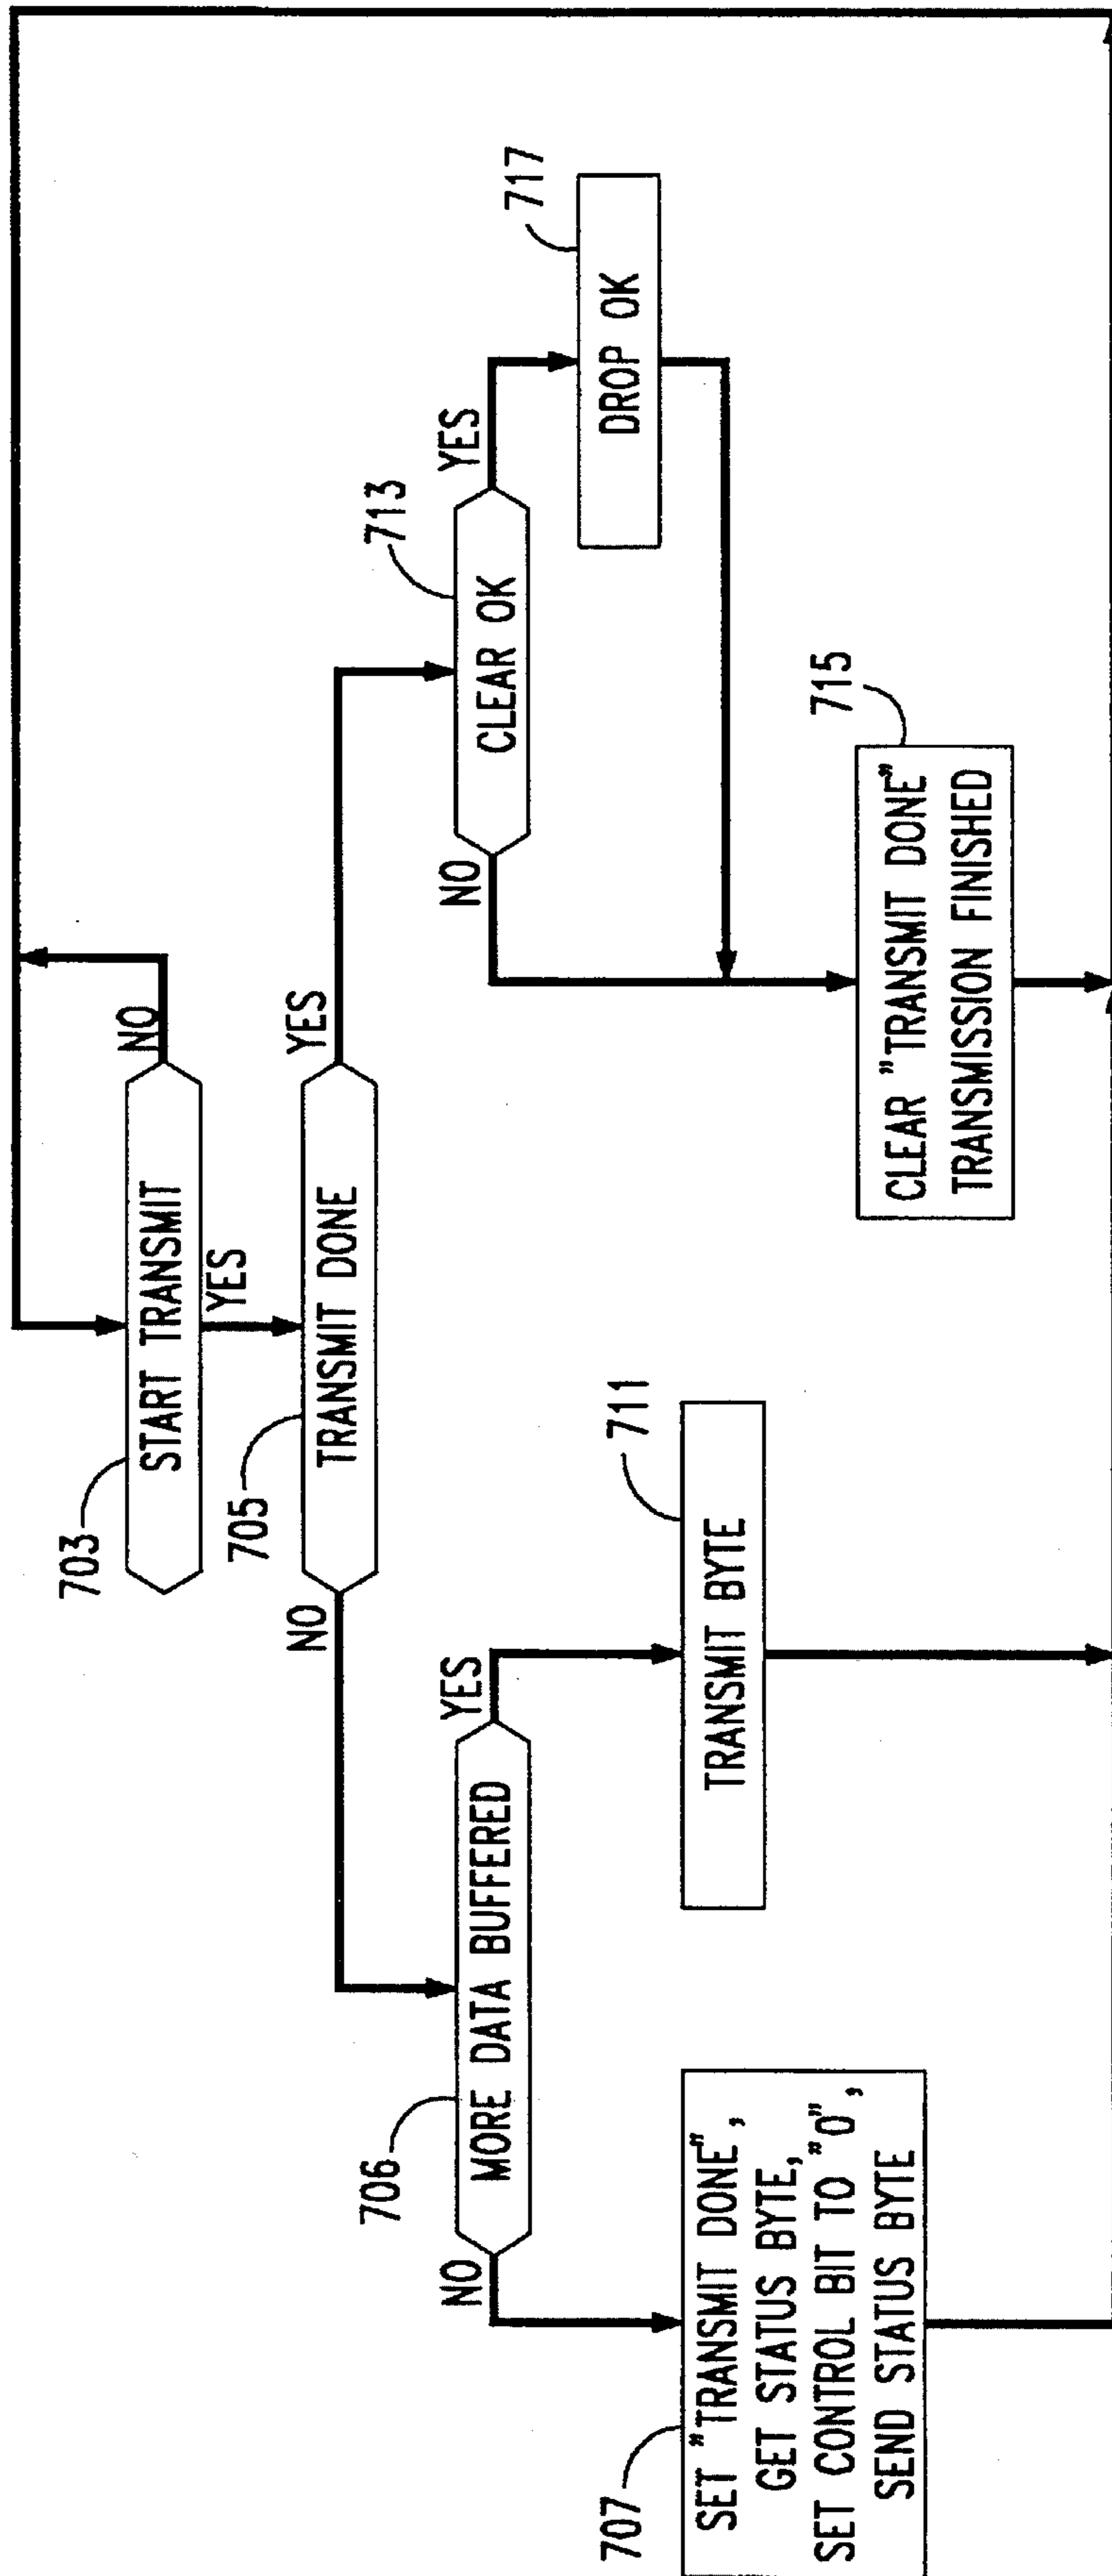 703
START TRANSMIT
NO
YES
705
TRANSMIT DONE
NO
YES
706
MORE DATA BUFFERED
NO
YES
713
CLEAR OK
NO
YES
707
SET "TRANSMIT DONE",
GET STATUS BYTE,
SET CONTROL BIT TO "0",
SEND STATUS BYTE
711
TRANSMIT BYTE
717
DROP OK
715
CLEAR "TRANSMIT DONE"
TRANSMISSION FINISHED